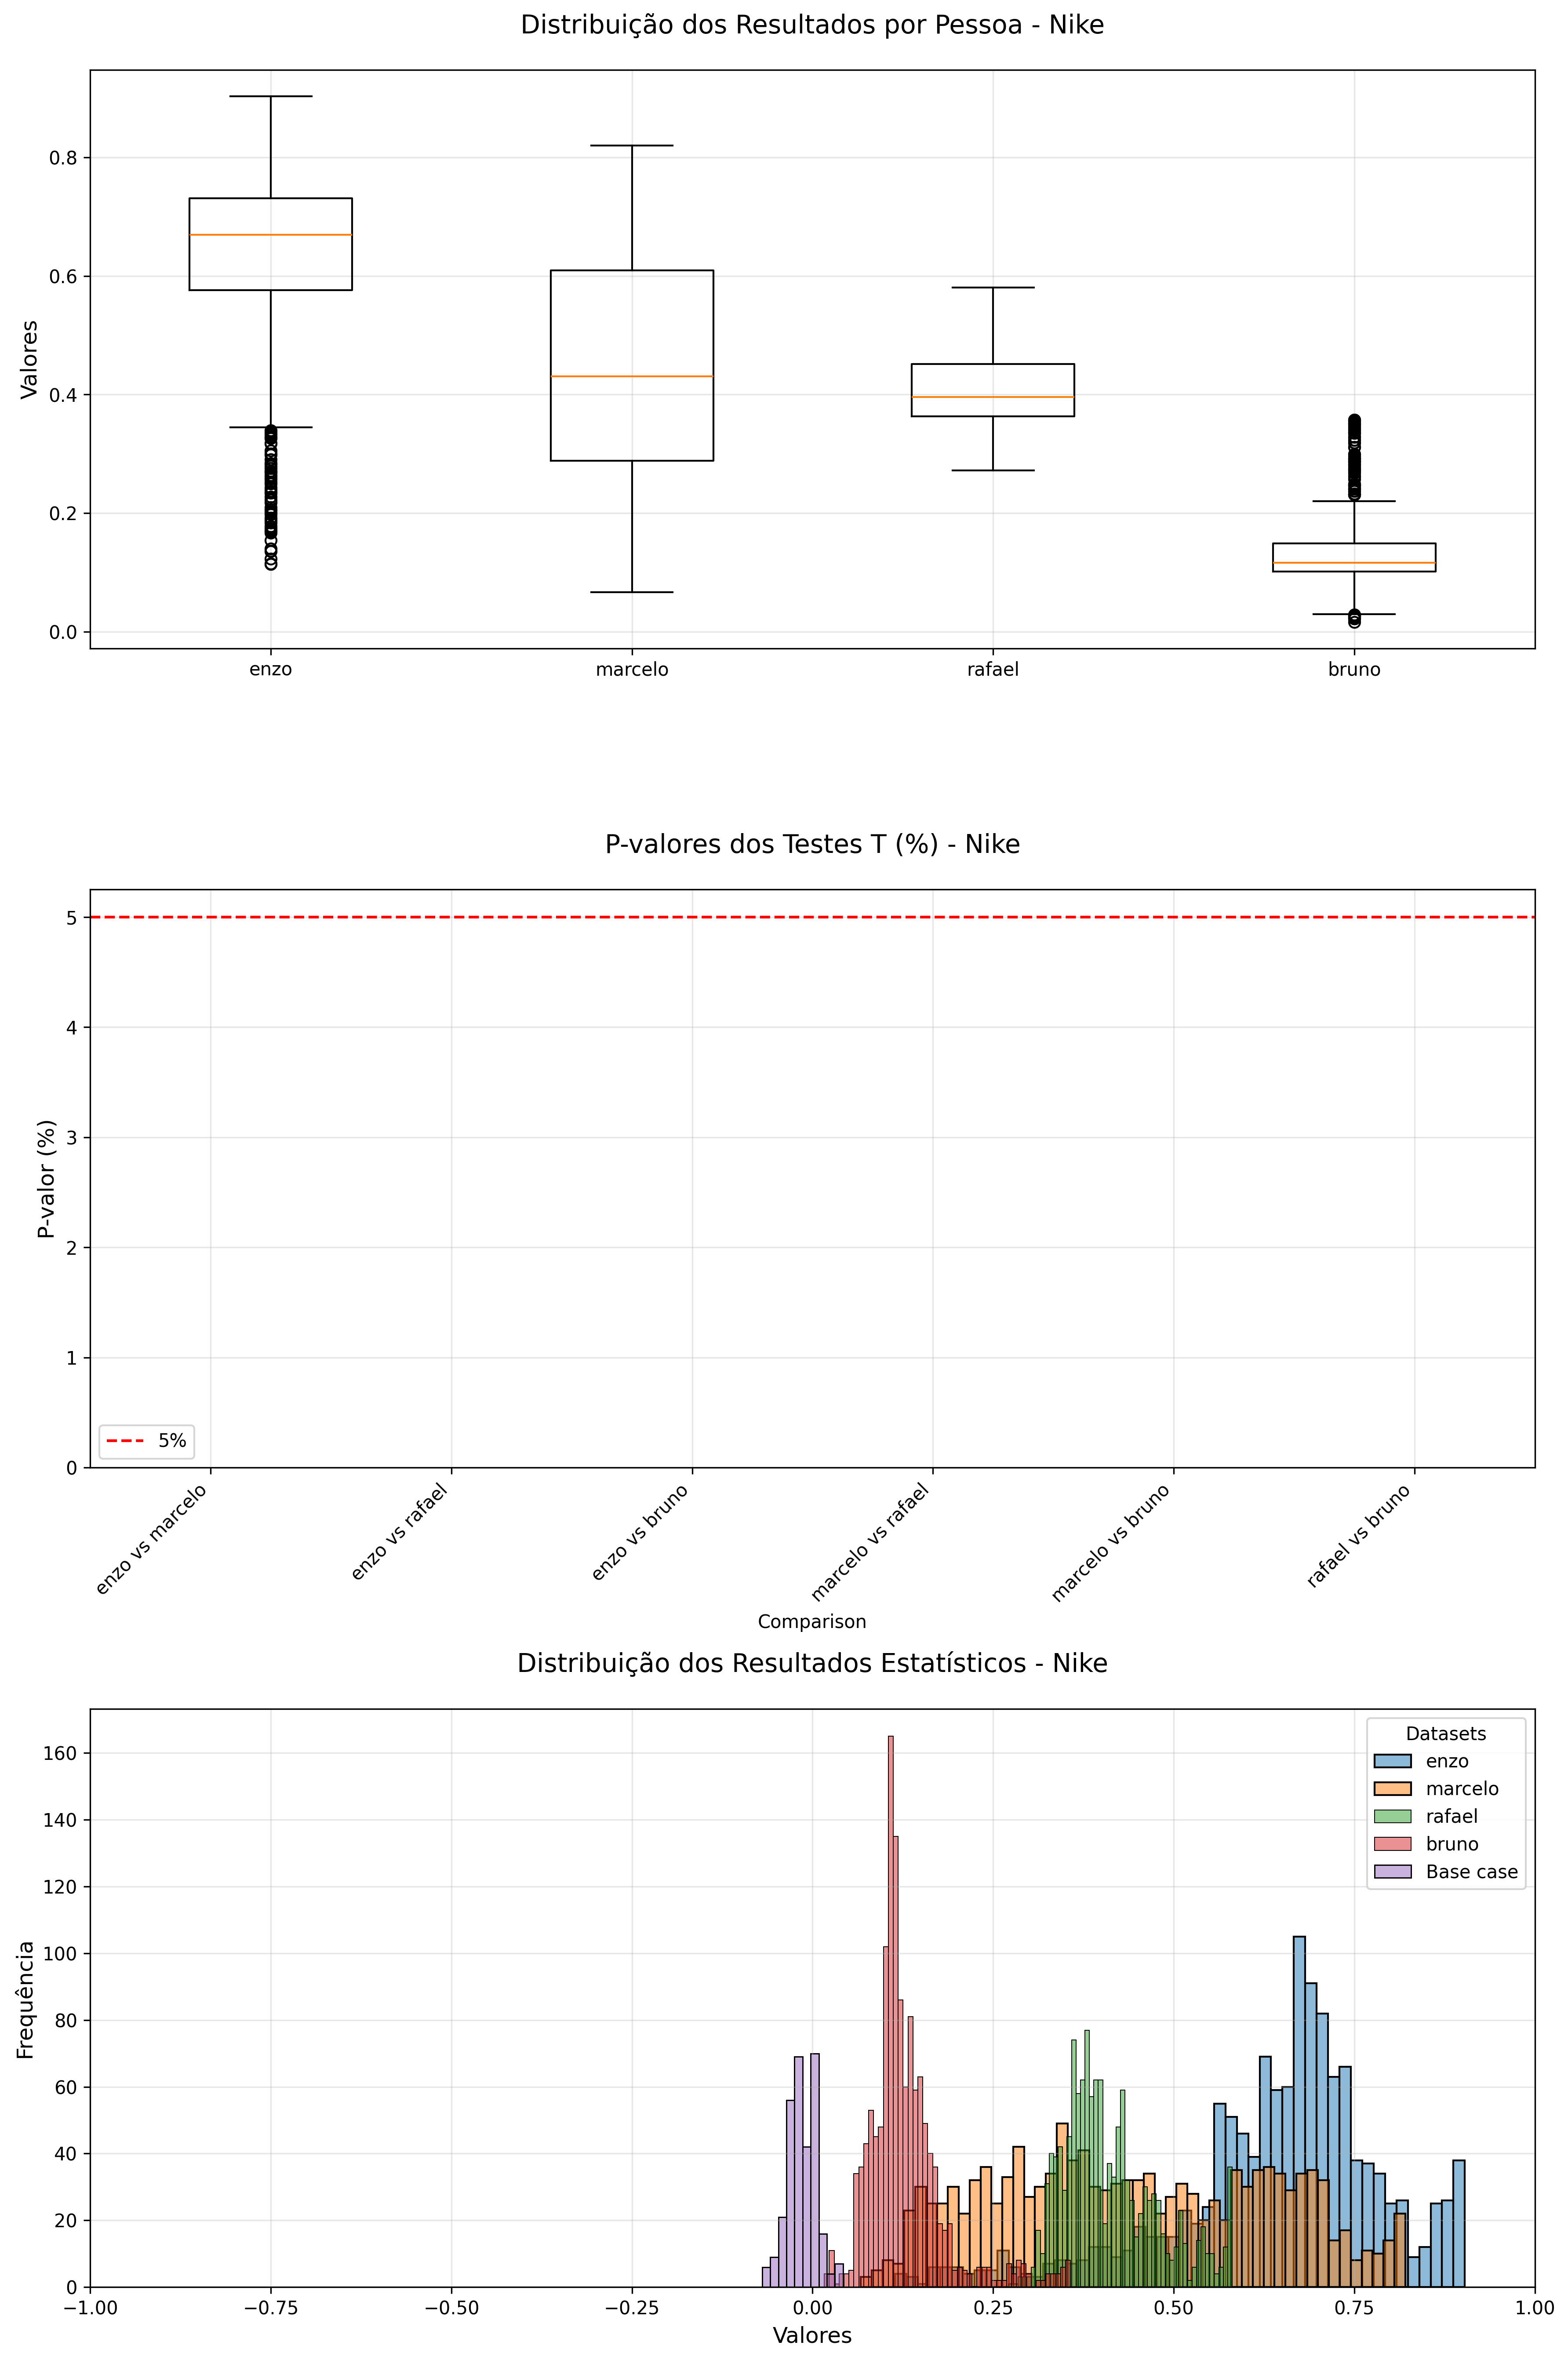 Distribuição dos Resultados por Pessoa - Nike
Valores
0.8
0.6
0.4
0.2
0.0
enzo
marcelo
rafael
bruno
P-valores dos Testes T (%) - Nike
P-valor (%)
5
4
3
2
1
0
5%
enzo vs marcelo
enzo vs rafael
enzo vs bruno
marcelo vs rafael
marcelo vs bruno
rafael vs bruno
Comparison
Distribuição dos Resultados Estatísticos - Nike
Frequência
160
140
120
100
80
60
40
20
0
Datasets
enzo
marcelo
rafael
bruno
Base case
−1.00
−0.75
−0.50
−0.25
0.00
0.25
0.50
0.75
1.00
Valores